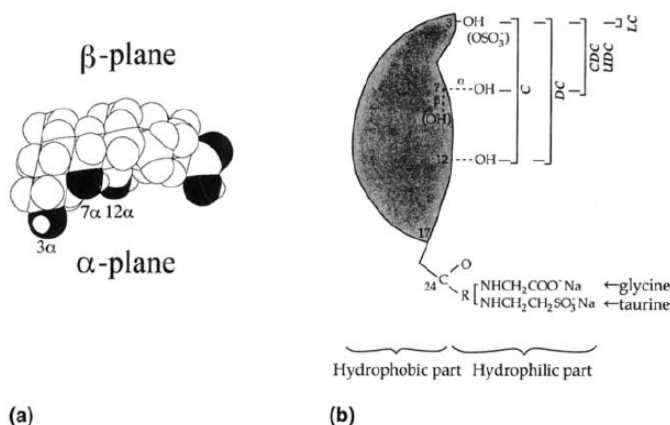 β-plane
7α 12α
3α
α-plane
(a)
3 -OH
(OSO₃⁻)
α
7 -OH
β
(OH)
12 -OH
17
C
DC
CDC
UDC
LC
O
24 C
R
NHCH₂COO⁻Na ←glycine
NHCH₂CH₂SO₃⁻Na ←taurine
Hydrophobic part Hydrophilic part
(b)